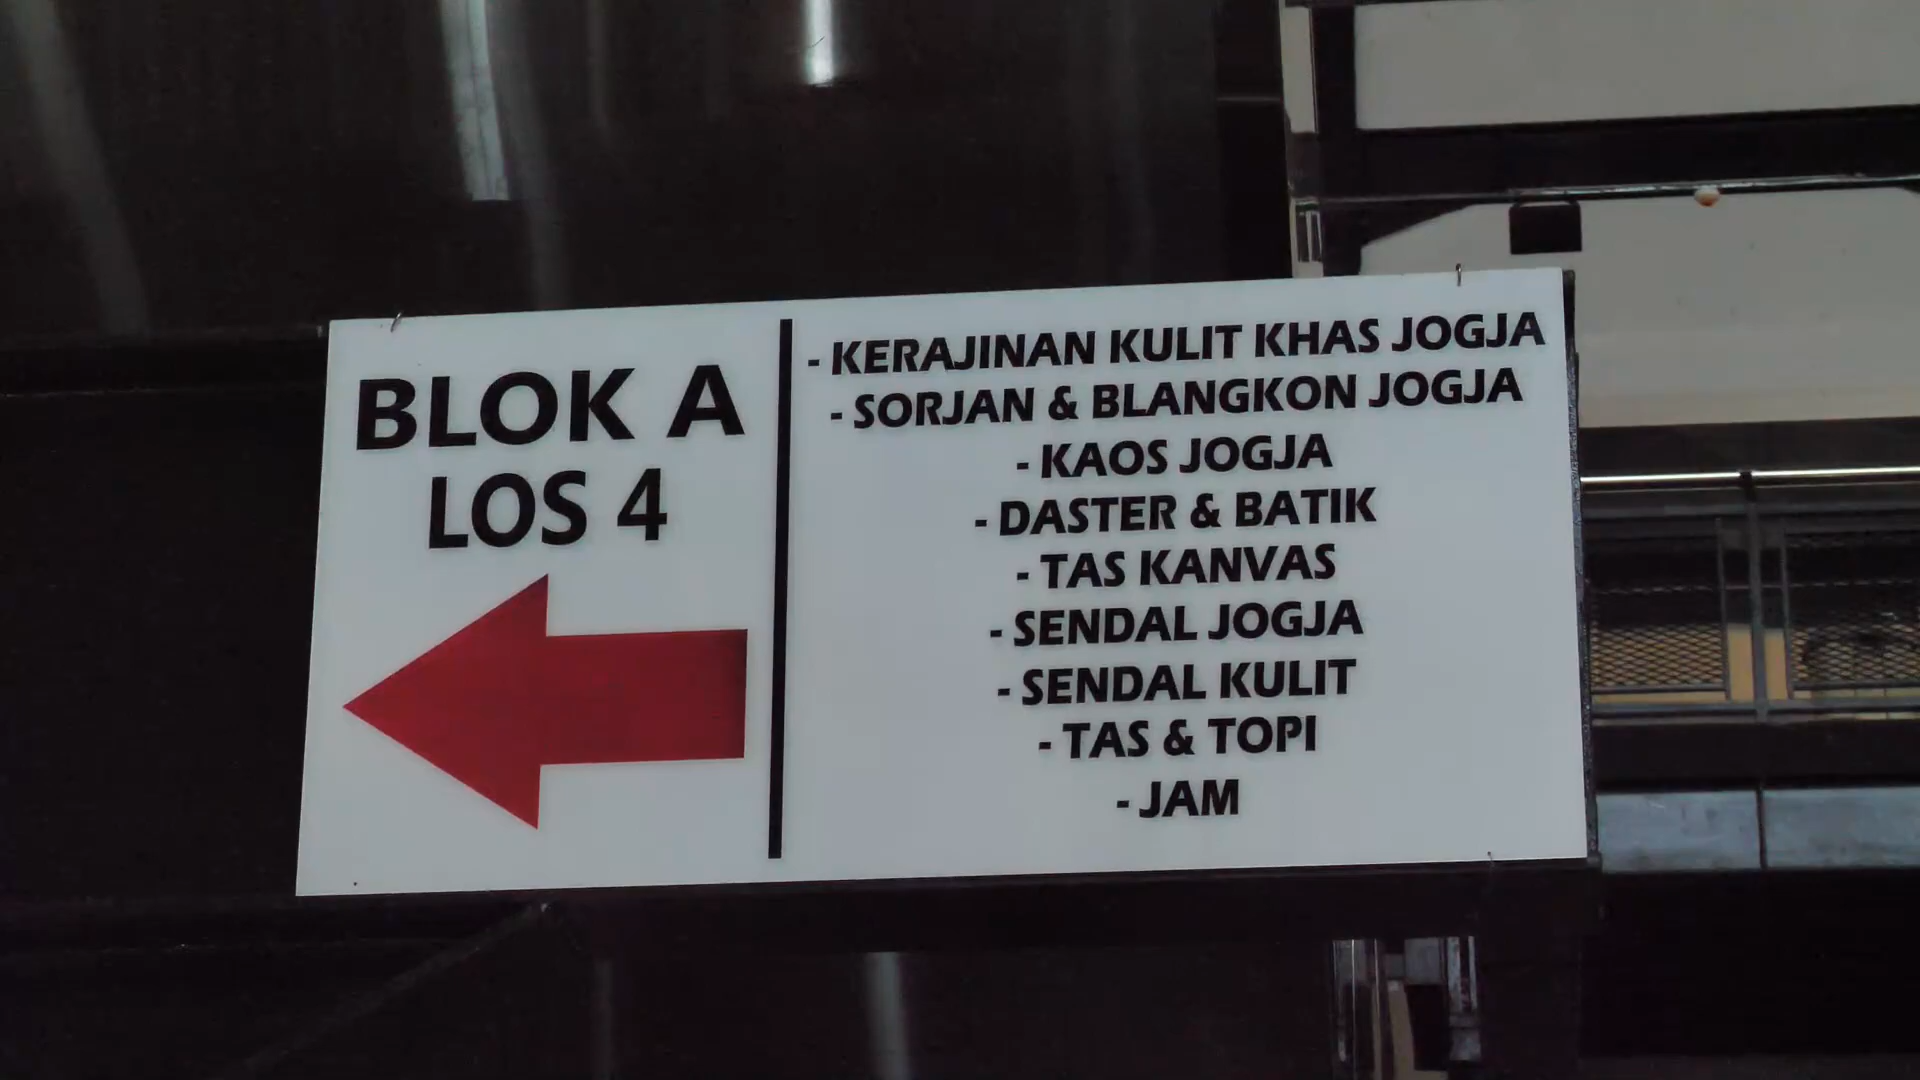 BLOK A
LOS 4
- KERAJINAN KULIT KHAS JOGJA
- SORJAN & BLANGKON JOGJA
- KAOS JOGJA
- DASTER & BATIK
- TAS KANVAS
- SENDAL JOGJA
- SENDAL KULIT
- TAS & TOPI
- JAM